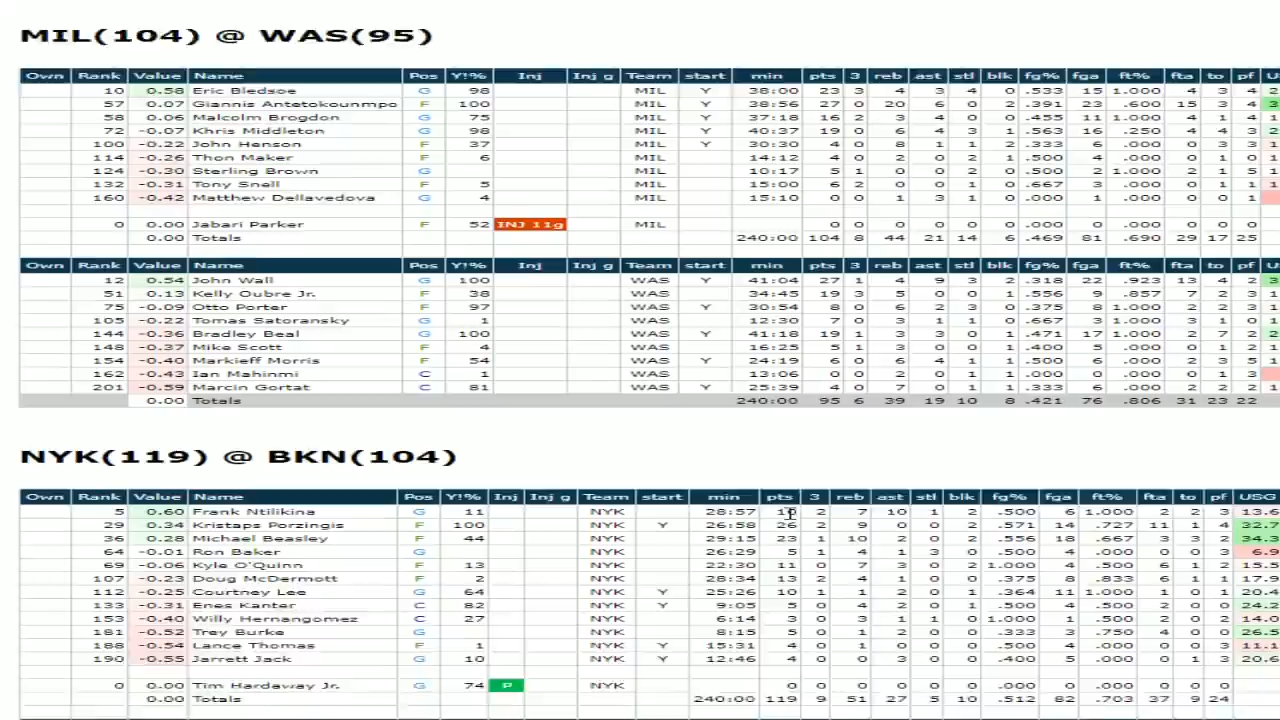 MIL(104) @ WAS(95)
Own Rank Value Name Pos Y!% Inj Inj g Team start min pts 3 reb ast stl blk fg% fga ft% fta to pf
10 0.58 Eric Bledsoe G 98 MIL Y 38:00 23 3 4 3 4 0 .533 15 1.000 4 3 4
57 0.07 Giannis Antetokounmpo F 100 MIL Y 38:56 27 0 20 6 0 2 .391 23 .600 15 3 4
58 0.06 Malcolm Brogdon G 75 MIL Y 37:18 16 2 3 4 0 0 .455 11 1.000 4 1 4
72 -0.07 Khris Middleton G 98 MIL Y 40:37 19 0 6 4 3 1 .563 16 .250 4 3 2
100 -0.22 John Henson F 37 MIL Y 30:30 4 0 8 1 1 2 .333 6 .000 0 3 3
114 -0.26 Thon Maker F 6 MIL 14:12 4 0 2 0 2 1 .500 4 .000 0 1 1
124 -0.30 Sterling Brown G MIL 10:17 5 1 0 0 2 0 .500 2 1.000 2 1 5
132 -0.31 Tony Snell F 5 MIL 15:00 6 2 0 0 1 0 .667 3 .000 0 1 1
160 -0.42 Matthew Dellavedova G 4 MIL 15:10 0 0 1 3 1 0 .000 1 .000 0 0 1
0 0.00 Jabari Parker F 52 INJ 11g MIL 0 0 0 0 0 0 .000 0 .000 0 0 0
0.00 Totals 240:00 104 8 44 21 14 6 .469 81 .690 29 17 25
Own Rank Value Name Pos Y!% Inj Inj g Team start min pts 3 reb ast stl blk fg% fga ft% fta to pf
12 0.54 John Wall G 100 WAS Y 41:04 27 1 4 9 3 2 .318 22 .923 13 4 2
51 0.13 Kelly Oubre Jr. F 38 WAS 34:45 19 3 5 0 0 1 .556 9 .857 7 2 3
75 -0.09 Otto Porter F 97 WAS Y 30:54 8 0 6 2 3 0 .375 8 1.000 2 2 3
105 -0.22 Tomas Satoransky G 1 WAS 12:30 7 0 3 1 1 0 .667 3 1.000 3 1 0
144 -0.36 Bradley Beal G 100 WAS Y 41:18 19 1 3 3 0 1 .471 17 1.000 2 7 2
148 -0.37 Mike Scott F 4 WAS 16:25 5 1 3 0 0 1 .400 5 .000 0 1 2
154 -0.40 Markieff Morris F 54 WAS Y 24:19 6 0 6 4 1 1 .500 6 .000 2 3 5
162 -0.43 Ian Mahinmi C 1 WAS 13:06 0 0 2 0 1 1 .000 0 .000 0 1 3
201 -0.59 Marcin Gortat C 81 WAS Y 25:39 4 0 7 0 1 1 .333 6 .000 2 2 2
0.00 Totals 240:00 95 6 39 19 10 8 .421 76 .806 31 23 22
NYK(119) @ BKN(104)
Own Rank Value Name Pos Y!% Inj Inj g Team start min pts 3 reb ast stl blk fg% fga ft% fta to pf USG
5 0.60 Frank Ntilikina G 11 NYK 28:57 2 7 10 1 2 .500 6 1.000 2 2 3 13.6
29 0.34 Kristaps Porzingis F 100 NYK Y 26:58 26 2 9 0 0 2 .571 14 .727 11 1 4 32.7
36 0.28 Michael Beasley F 44 NYK 29:15 23 1 10 2 0 2 .556 18 .667 3 3 2 34.3
64 -0.01 Ron Baker G NYK 26:29 5 1 4 1 3 0 .500 4 .000 0 0 3 6.9
69 -0.06 Kyle O'Quinn F 13 NYK 22:30 11 0 7 3 0 2 1.000 4 .500 6 1 2 15.5
107 -0.23 Doug McDermott F 2 NYK 28:34 13 2 4 1 0 0 .375 8 .833 6 1 1 17.9
112 -0.25 Courtney Lee G 64 NYK Y 25:26 10 1 1 2 0 1 .364 11 1.000 1 0 2 20.4
133 -0.31 Enes Kanter C 82 NYK Y 9:05 5 0 4 2 0 1 .500 4 .500 2 0 0 24.2
153 -0.40 Willy Hernangomez C 27 NYK 6:14 3 0 3 1 1 0 1.000 1 .500 2 0 2 14.0
181 -0.52 Trey Burke G NYK 8:15 5 0 1 2 0 0 .333 3 .750 4 0 0 26.5
188 -0.54 Lance Thomas F 1 NYK Y 15:31 4 0 1 1 0 0 .500 4 .000 0 0 4 11.1
190 -0.55 Jarrett Jack G 10 NYK Y 12:46 4 0 0 3 0 0 .400 5 .000 0 1 1 20.6
0 0.00 Tim Hardaway Jr. G 74 P NYK 0 0 0 0 0 0 .000 0 .000 0 0 0
0.00 Totals 240:00 119 9 51 27 5 10 .512 82 .703 37 9 24